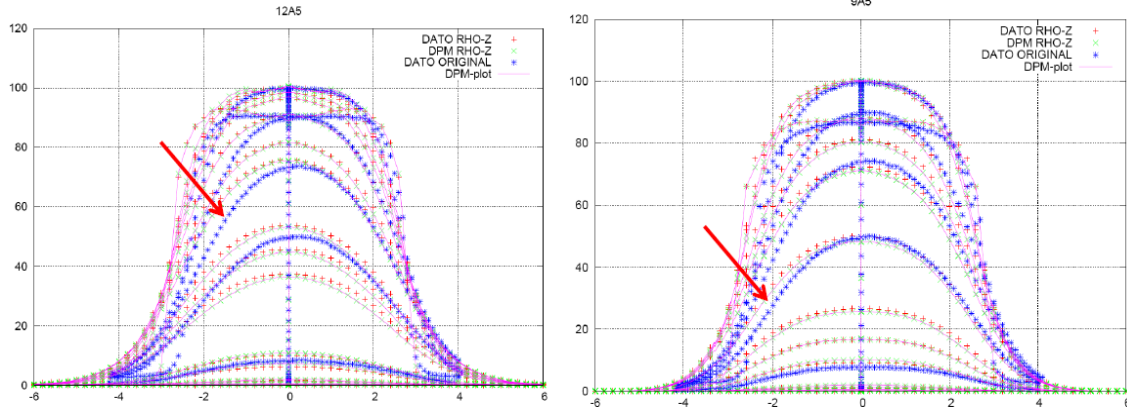 12A5
120
100
80
60
40
20
0
-6 -4 -2 0 2 4 6
DATO RHO-Z
DPM RHO-Z
DATO ORIGINAL
DPM-plot
9A5
120
100
80
60
40
20
0
-6 -4 -2 0 2 4 6
DATO RHO-Z
DPM RHO-Z
DATO ORIGINAL
DPM-plot